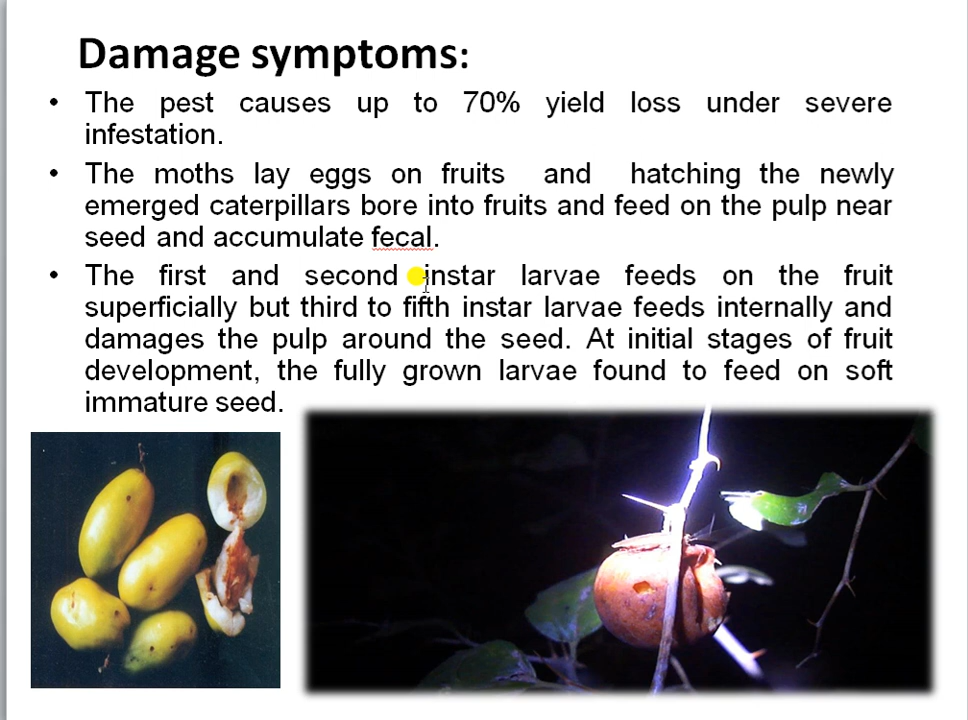 Damage symptoms:
• The pest causes up to 70% yield loss under severe
infestation.
• The moths lay eggs on fruits and hatching the newly
emerged caterpillars bore into fruits and feed on the pulp near
seed and accumulate fecal.
• The first and second instar larvae feeds on the fruit
superficially but third to fifth instar larvae feeds internally and
damages the pulp around the seed. At initial stages of fruit
development, the fully grown larvae found to feed on soft
immature seed.